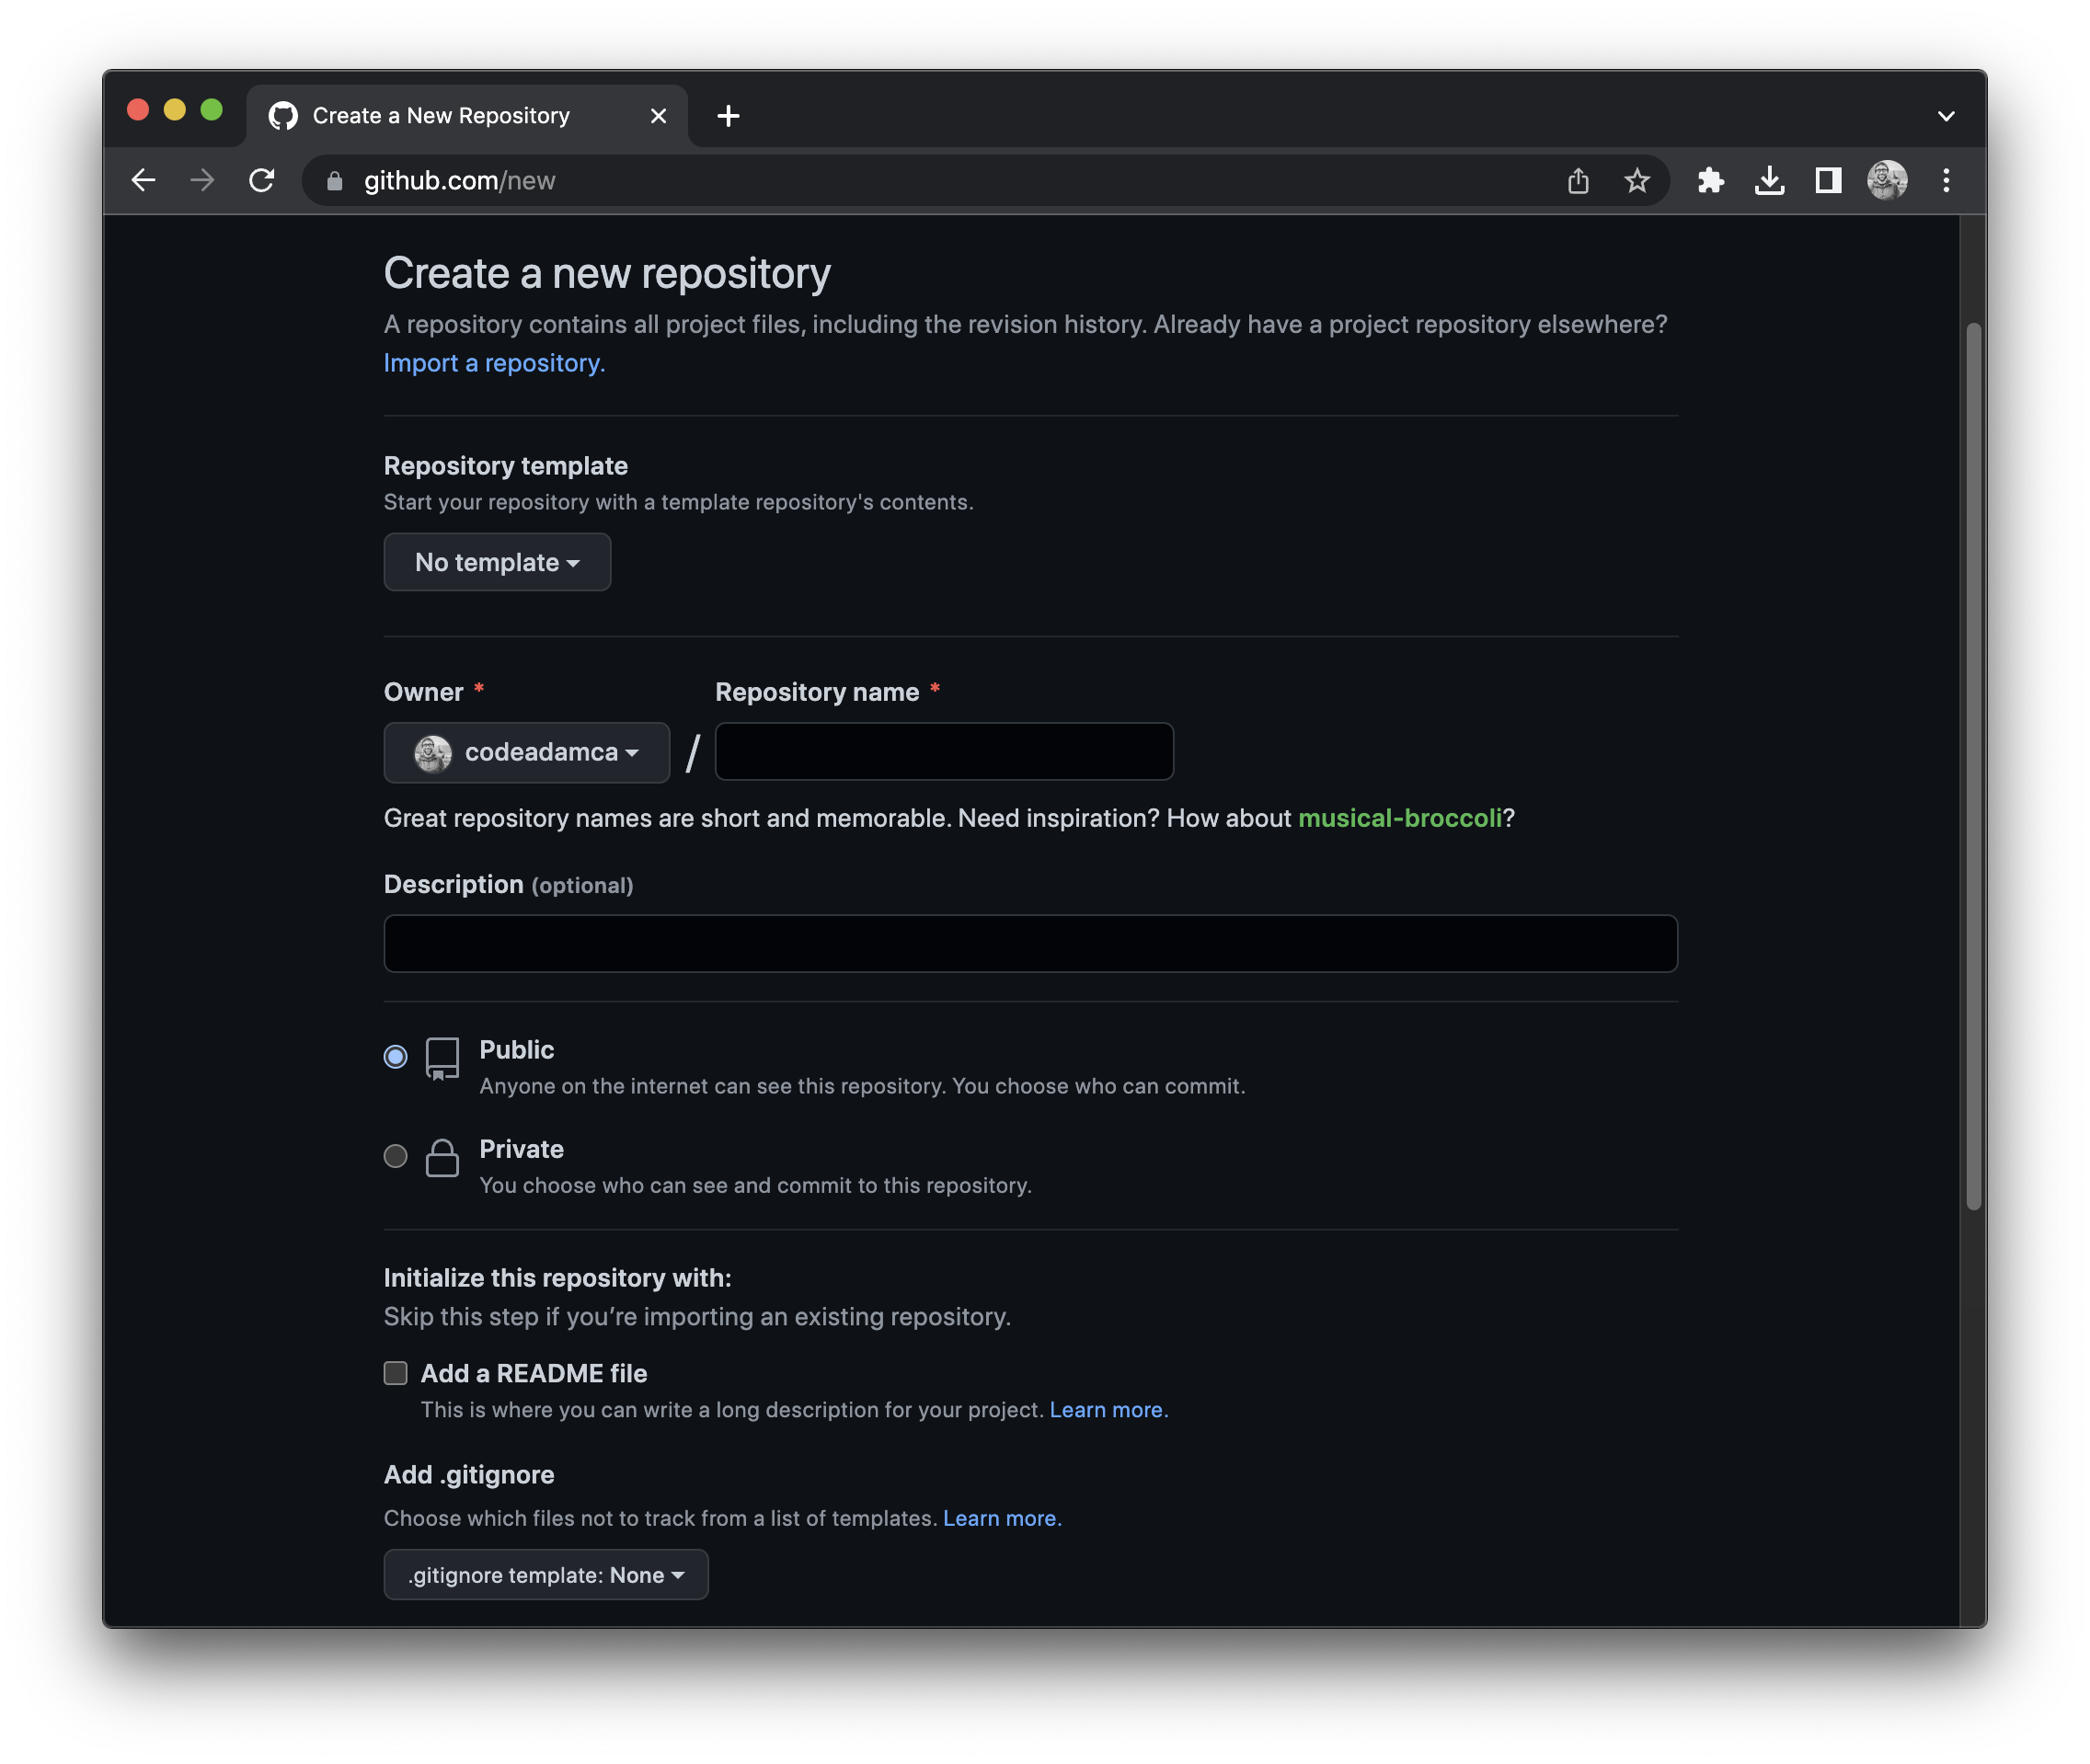 Create a New Repository
github.com/new
Create a new repository
A repository contains all project files, including the revision history. Already have a project repository elsewhere?
Import a repository.
Repository template
Start your repository with a template repository's contents.
No template
Owner * Repository name *
codeadamca /
Great repository names are short and memorable. Need inspiration? How about musical-broccoli?
Description (optional)
Public
Anyone on the internet can see this repository. You choose who can commit.
Private
You choose who can see and commit to this repository.
Initialize this repository with:
Skip this step if you’re importing an existing repository.
Add a README file
This is where you can write a long description for your project. Learn more.
Add .gitignore
Choose which files not to track from a list of templates. Learn more.
.gitignore template: None